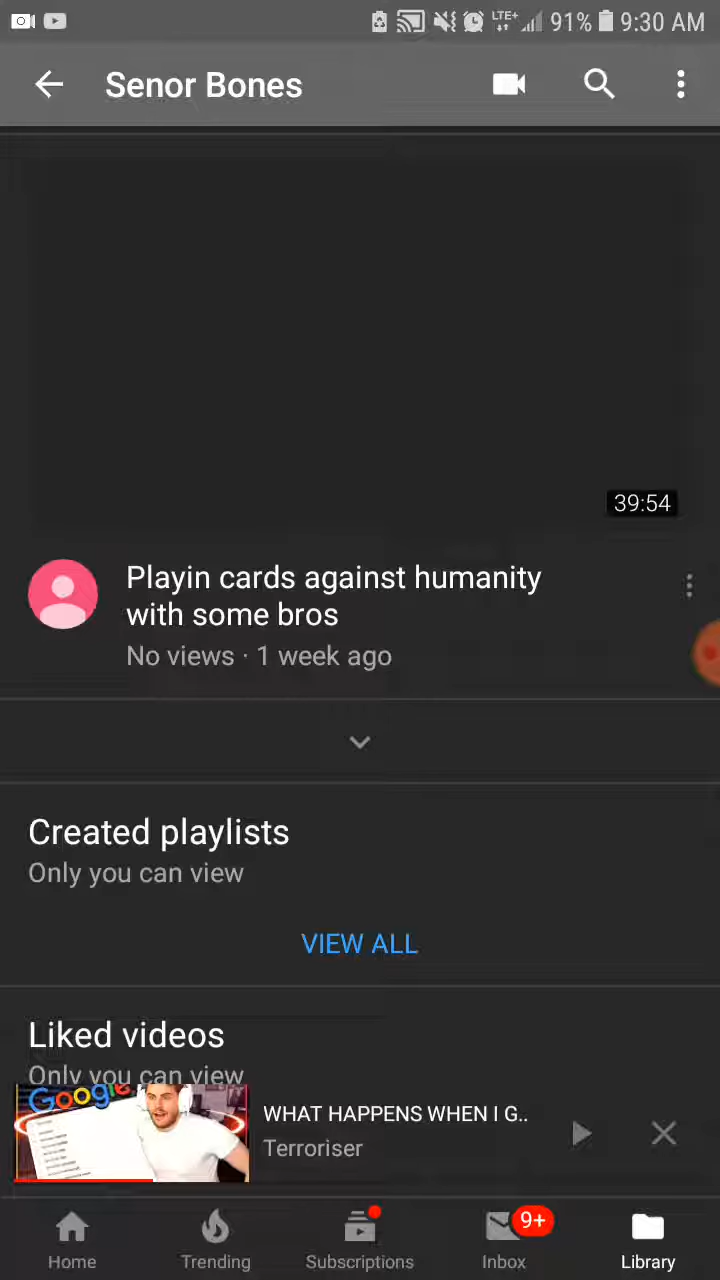 LTE+ 91% 9:30 AM
Senor Bones
39:54
Playin cards against humanity
with some bros
No views · 1 week ago
Created playlists
Only you can view
VIEW ALL
Liked videos
Only you can view
Google
WHAT HAPPENS WHEN I G..
Terroriser
9+
Home Trending Subscriptions Inbox Library